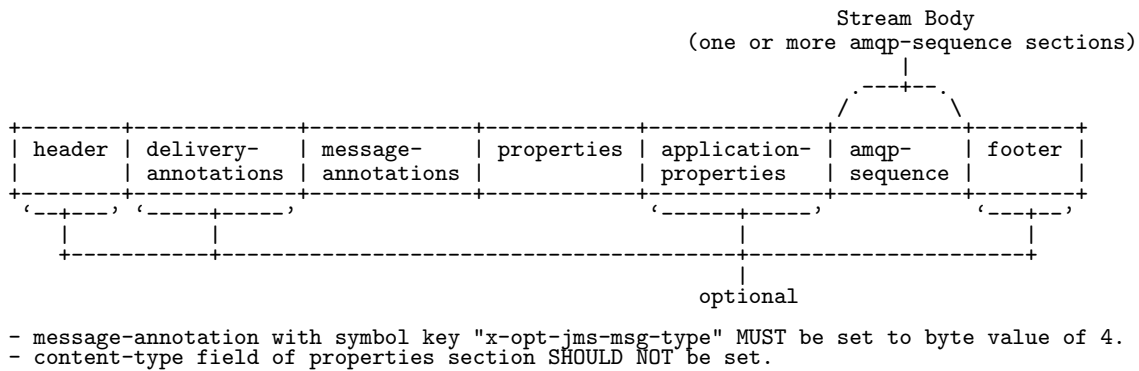 Stream Body
(one or more amqp-sequence sections)
|
.---+--.
/ \
+--------+-------------+-------------+------------+--------------+----------+--------+
| header | delivery- | message- | properties | application- | amqp- | footer |
| | annotations | annotations | | properties | sequence | |
+--------+-------------+-------------+------------+--------------+----------+--------+
‘--+---’ ‘-----+-----’ ‘------+-----’ ‘---+--’
| | | |
+-----------+----------------------------------------+----------------------+
|
optional
- message-annotation with symbol key "x-opt-jms-msg-type" MUST be set to byte value of 4.
- content-type field of properties section SHOULD NOT be set.